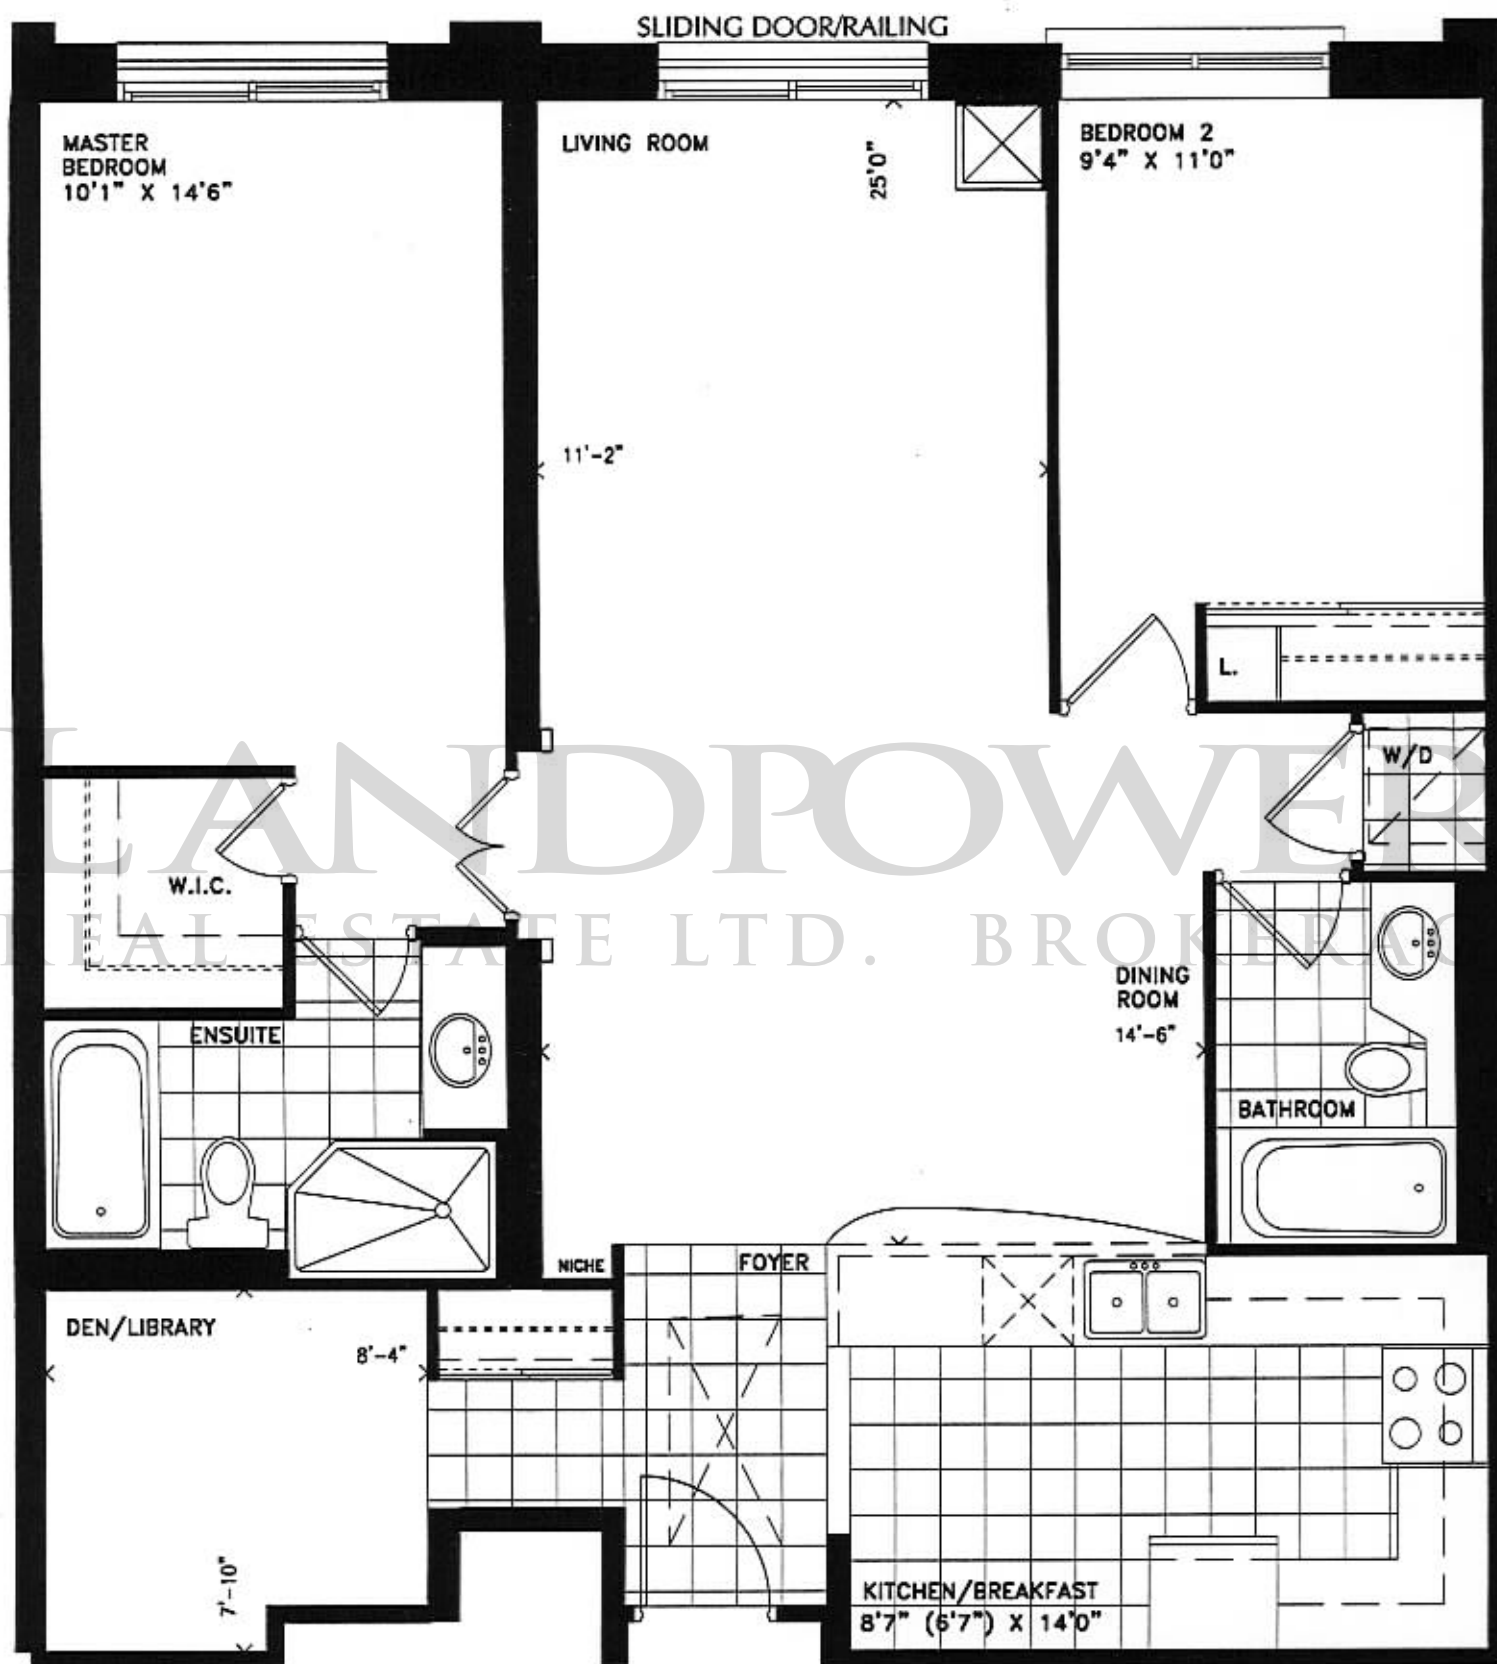 SLIDING DOOR/RAILING
MASTER
BEDROOM
10'1" X 14'6"
LIVING ROOM
25'0"
BEDROOM 2
9'4" X 11'0"
11'-2"
L.
W/D
LANDPOWER
REAL ESTATE LTD. BROKERAG
W.I.C.
DINING
ROOM
14'-6"
ENSUITE
BATHROOM
NICHE
FOYER
DEN/LIBRARY
8'-4"
7'-10"
KITCHEN/BREAKFAST
8'7" (6'7") X 14'0"